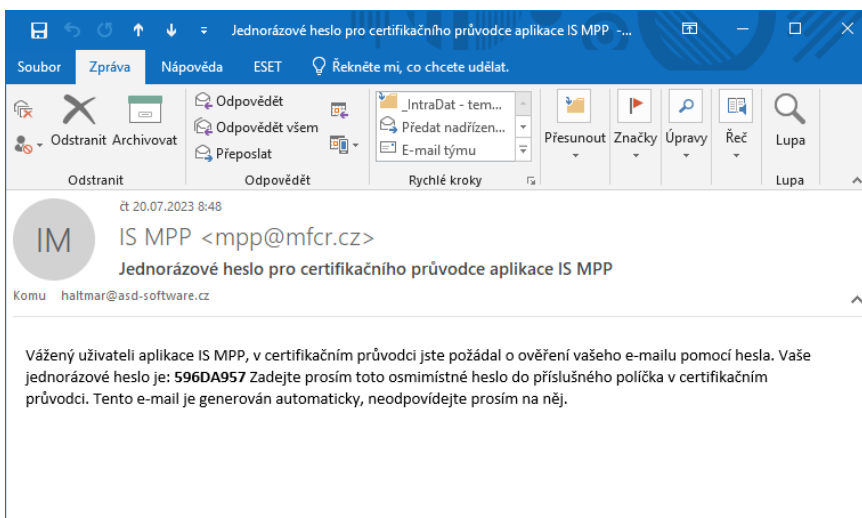 Jednorázové heslo pro certifikačního průvodce aplikace IS MPP -...
Soubor Zpráva Nápověda ESET Řekněte mi, co chcete udělat.
Odstranit Archivovat
Odpovědět
Odpovědět všem
Přeposlat
_IntraDat - tem...
Předat nadřízen...
E-mail týmu
Přesunout Značky Úpravy Řeč Lupa
Odstranit Odpovědět Rychlé kroky Lupa
čt 20.07.2023 8:48
IM
IS MPP <mpp@mfcr.cz>
Jednorázové heslo pro certifikačního průvodce aplikace IS MPP
Komu haltmar@asd-software.cz
Vážený uživateli aplikace IS MPP, v certifikačním průvodci jste požádal o ověření vašeho e-mailu pomocí hesla. Vaše
jednorázové heslo je: 596DA957 Zadejte prosím toto osmimístné heslo do příslušného políčka v certifikačním
průvodci. Tento e-mail je generován automaticky, neodpovídejte prosím na něj.